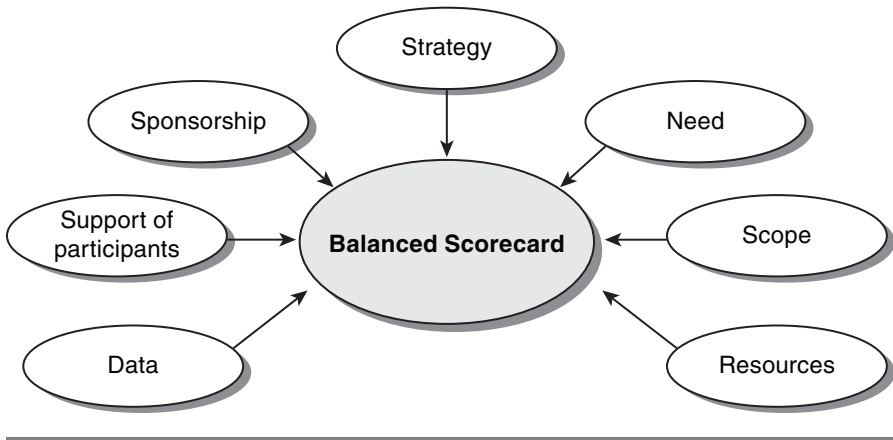 Strategy
Sponsorship
Need
Support of
participants
Balanced Scorecard
Scope
Data
Resources